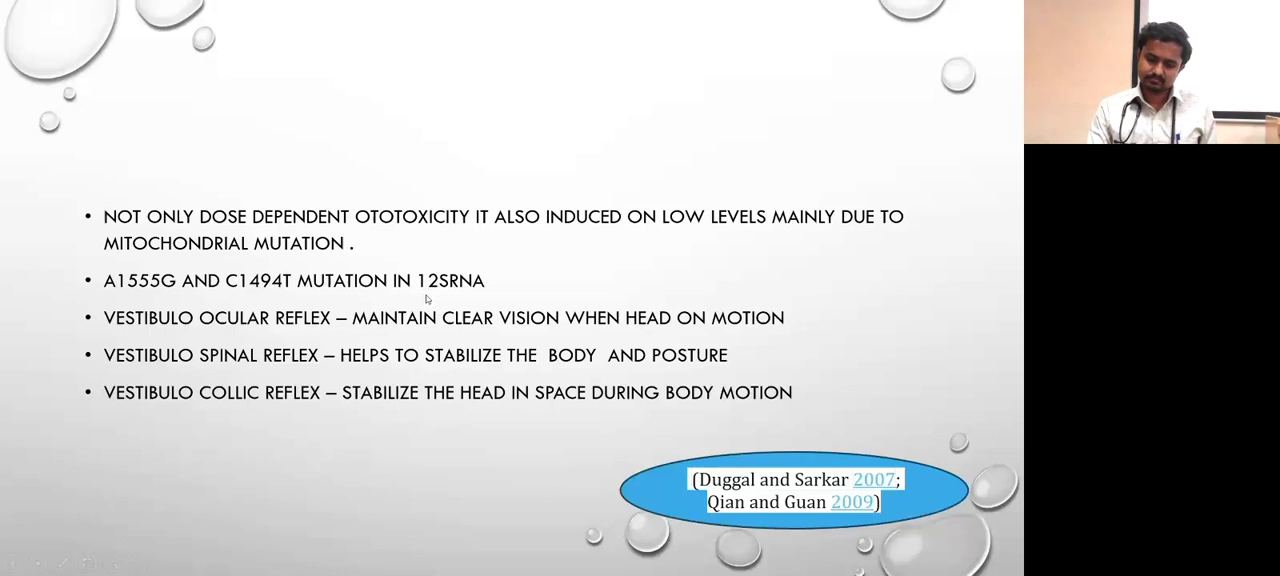 • NOT ONLY DOSE DEPENDENT OTOTOXICITY IT ALSO INDUCED ON LOW LEVELS MAINLY DUE TO
MITOCHONDRIAL MUTATION .
• A1555G AND C1494T MUTATION IN 12SRNA
• VESTIBULO OCULAR REFLEX – MAINTAIN CLEAR VISION WHEN HEAD ON MOTION
• VESTIBULO SPINAL REFLEX – HELPS TO STABILIZE THE  BODY  AND POSTURE
• VESTIBULO COLLIC REFLEX – STABILIZE THE HEAD IN SPACE DURING BODY MOTION
(Duggal and Sarkar 2007;
Qian and Guan 2009)